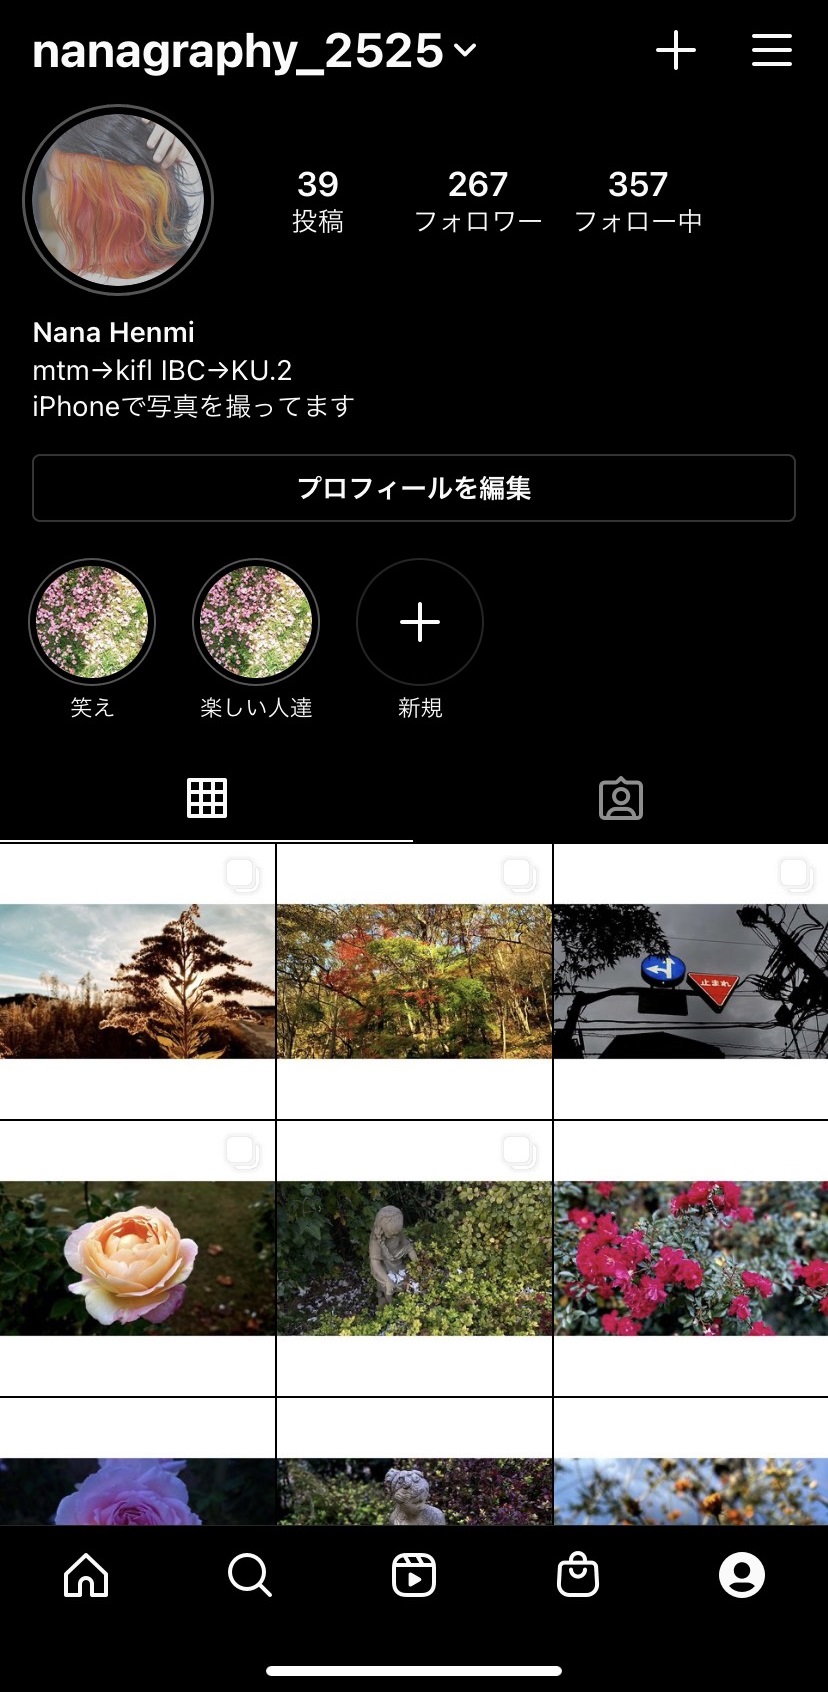 nanagraphy_2525
39 267 357
投稿 フォロワー フォロー中
Nana Henmi
mtm→kifl IBC→KU.2
iPhoneで写真を撮ってます
プロフィールを編集
笑え 楽しい人達 新規
止まれ